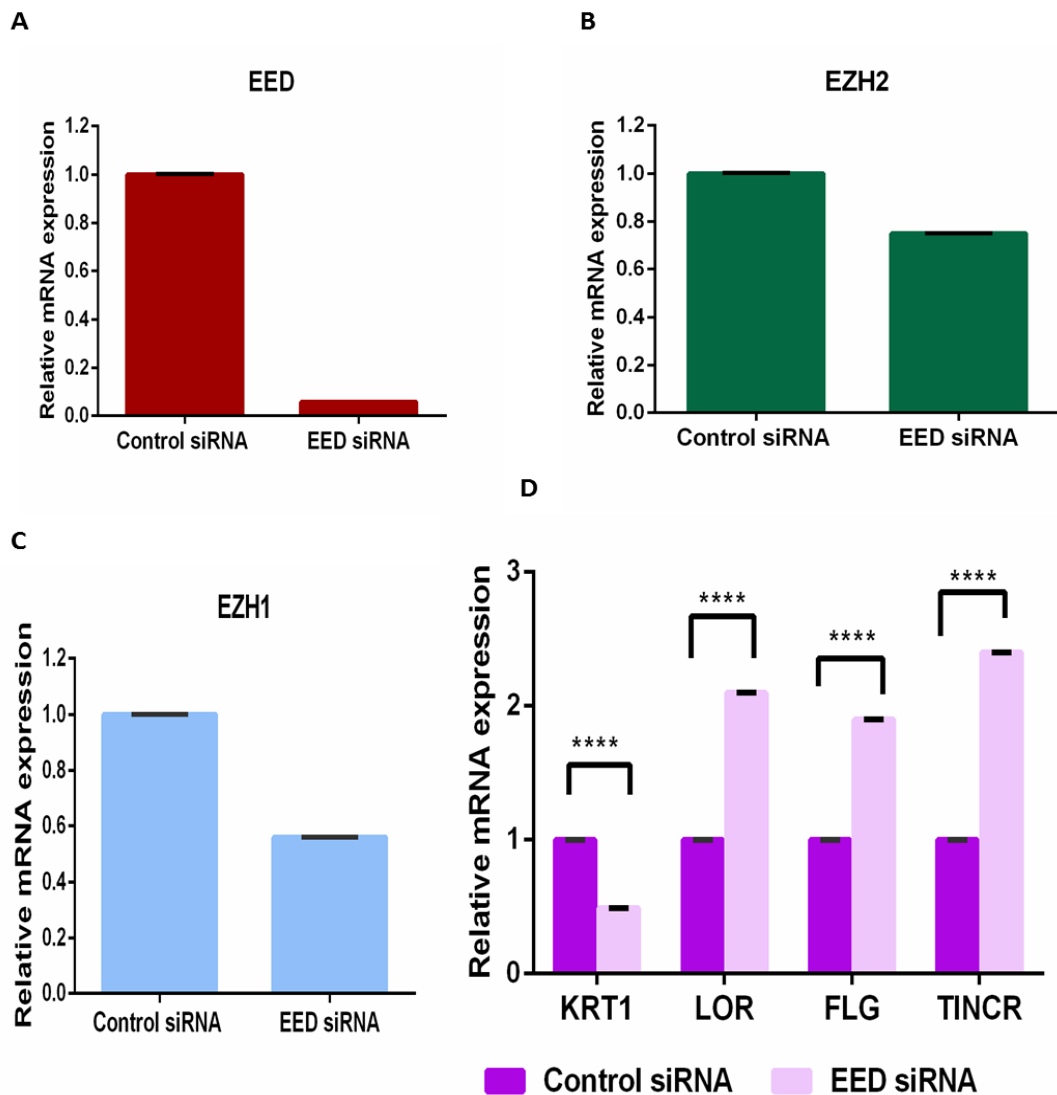 A
EED
Relative mRNA expression
1.2
1.0
0.8
0.6
0.4
0.2
0.0
Control siRNA
EED siRNA
B
EZH2
Relative mRNA expression
1.2
1.0
0.8
0.6
0.4
0.2
0.0
Control siRNA
EED siRNA
C
EZH1
Relative mRNA expression
1.2
1.0
0.8
0.6
0.4
0.2
0.0
Control siRNA
EED siRNA
D
Relative mRNA expression
3
2
1
0
****
****
****
****
KRT1
LOR
FLG
TINCR
Control siRNA
EED siRNA